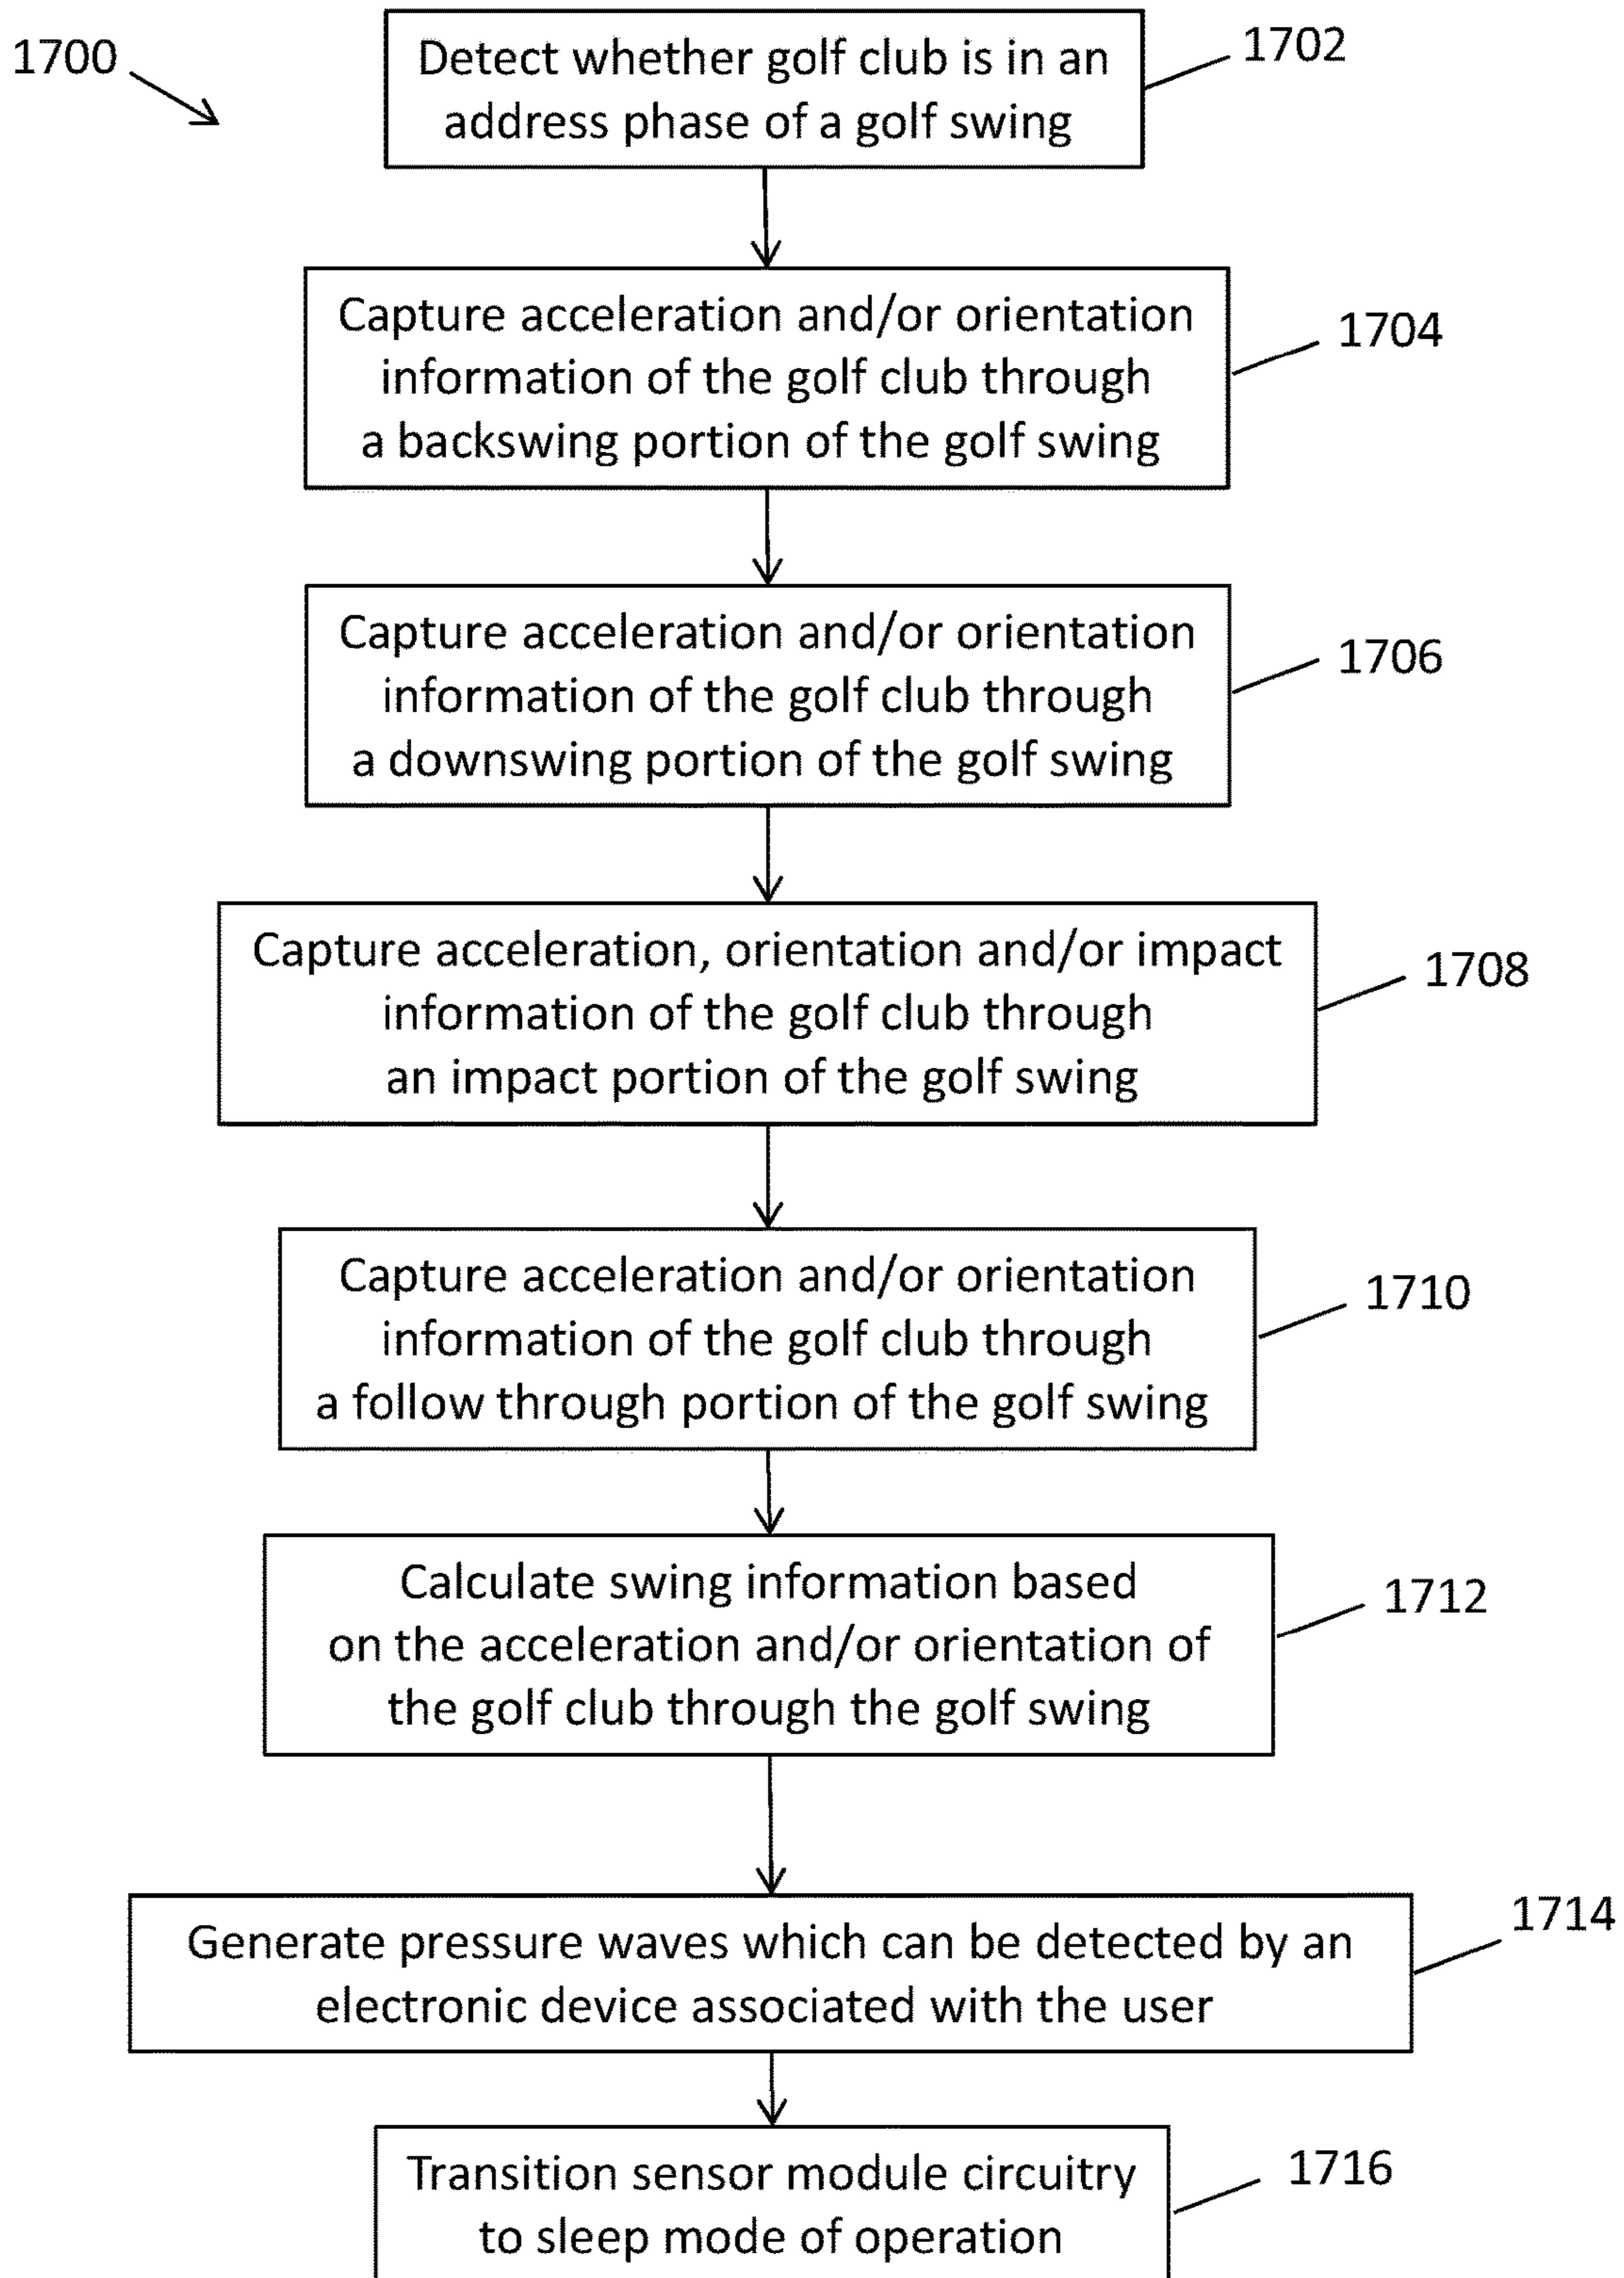 1700
Detect whether golf club is in an
address phase of a golf swing
1702
Capture acceleration and/or orientation
information of the golf club through
a backswing portion of the golf swing
1704
Capture acceleration and/or orientation
information of the golf club through
a downswing portion of the golf swing
1706
Capture acceleration, orientation and/or impact
information of the golf club through
an impact portion of the golf swing
1708
Capture acceleration and/or orientation
information of the golf club through
a follow through portion of the golf swing
1710
Calculate swing information based
on the acceleration and/or orientation of
the golf club through the golf swing
1712
Generate pressure waves which can be detected by an
electronic device associated with the user
1714
Transition sensor module circuitry
to sleep mode of operation
1716